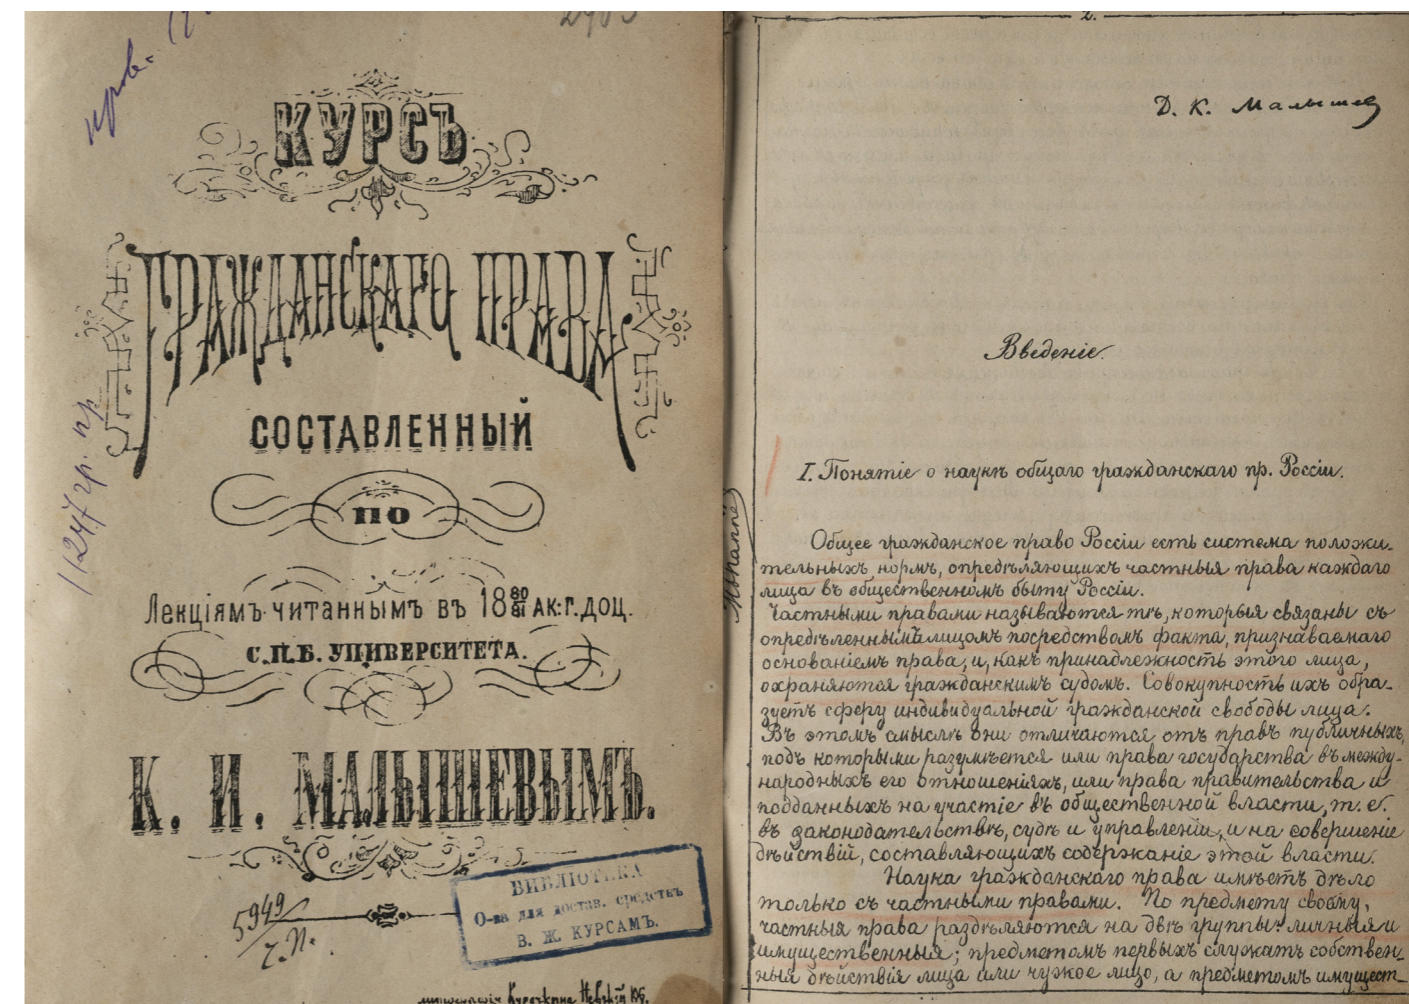 КУРСЪ
ГРАЖДАНСКАГО ПРАВА
СОСТАВЛЕННЫЙ
ПО
Лекціямъ читаннымъ въ 18 80/81 АК: Г. ДОЦ.
С.П.Б. УНИВЕРСИТЕТА.
К. И. МАЛЫШЕВЫМЪ.
5949
1247 гр. пр
БИБЛІОТЕКА
О-ва для достав. средствъ
В. Ж. КУРСАМЪ.
2.
Д. К. Малышев
Введеніе.
I. Понятіе о наукѣ общаго гражданскаго пр. Россіи.
Общее гражданское право Россіи есть система положи-
тельныхъ нормъ, опредѣляющихъ частныя права каждаго
лица въ общественномъ быту Россіи.
Частными правами называются тѣ, которыя связаны съ
опредѣленнымъ лицомъ посредствомъ факта, признаваемаго
основаніемъ права, и, какъ принадлежность этого лица,
охраняются гражданскимъ судомъ. Совокупность ихъ обра-
зуетъ сферу индивидуальной гражданской свободы лица.
Въ этомъ смыслѣ они отличаются отъ правъ публичныхъ,
подъ которыми разумѣется или права государства въ между-
народныхъ его отношеніяхъ, или права правительства и
подданныхъ на участіе въ общественной власти, т. е.
въ законодательствѣ, судѣ и управленіи, и на совершеніе
дѣйствій, составляющихъ содержаніе этой власти.
Наука гражданскаго права имѣетъ дѣло
только съ частными правами. По предмету своему,
частныя права раздѣляются на двѣ группы: личныя и
имущественныя; предметомъ первыхъ служатъ собствен-
ныя дѣйствія лица или чужое лицо, а предметомъ имущест-